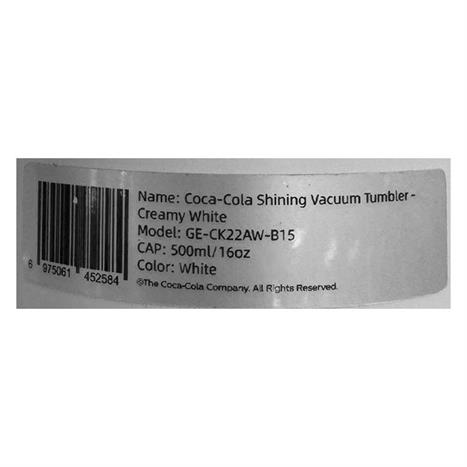 Name: Coca-Cola Shining Vacuum Tumbler -
Creamy White
Model: GE-CK22AW-B15
CAP: 500ml/16oz
Color: White
©The Coca-Cola Company. All Rights Reserved.
6 975061 452584